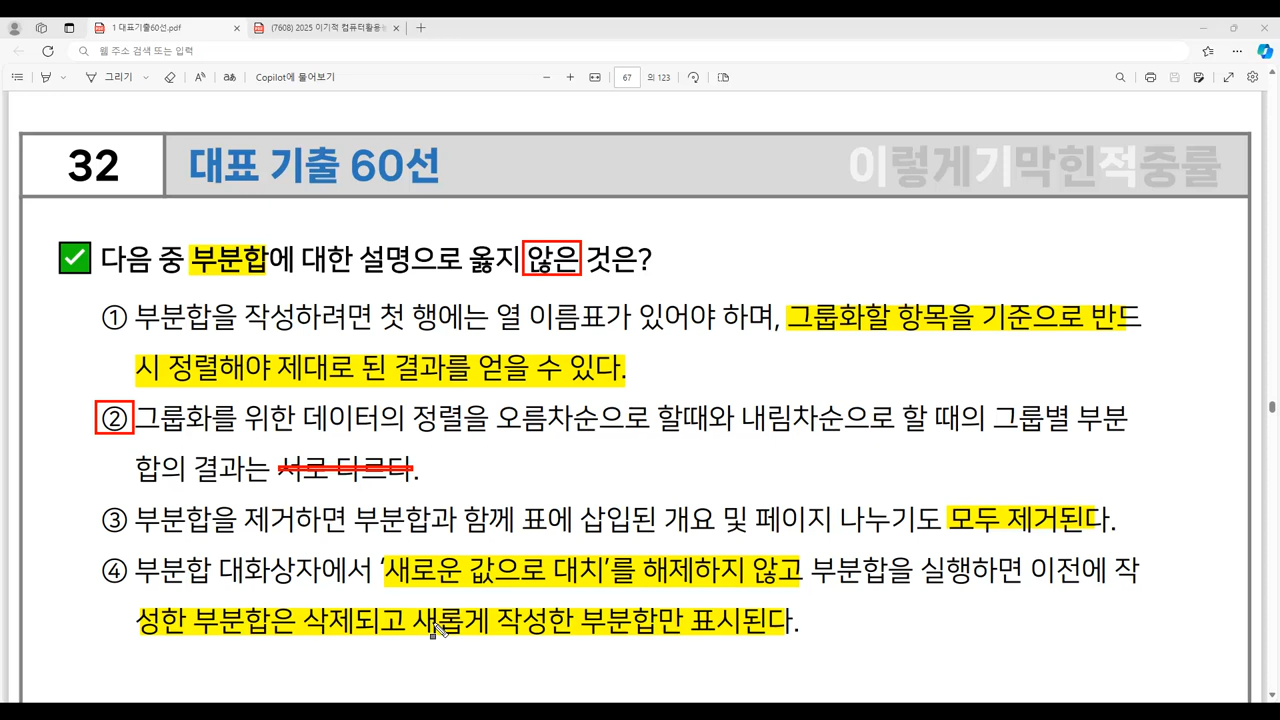 1 대표기출60선.pdf
(7608) 2025 이기적 컴퓨터활용능
웹 주소 검색 또는 입력
그리기
Copilot에 물어보기
67 의 123
32 대표 기출 60선 이렇게기막힌적중률
다음 중 부분합에 대한 설명으로 옳지 않은 것은?
① 부분합을 작성하려면 첫 행에는 열 이름표가 있어야 하며, 그룹화할 항목을 기준으로 반드
시 정렬해야 제대로 된 결과를 얻을 수 있다.
② 그룹화를 위한 데이터의 정렬을 오름차순으로 할때와 내림차순으로 할 때의 그룹별 부분
합의 결과는 서로 다르다.
③ 부분합을 제거하면 부분합과 함께 표에 삽입된 개요 및 페이지 나누기도 모두 제거된다.
④ 부분합 대화상자에서 ‘새로운 값으로 대치’를 해제하지 않고 부분합을 실행하면 이전에 작
성한 부분합은 삭제되고 새롭게 작성한 부분합만 표시된다.